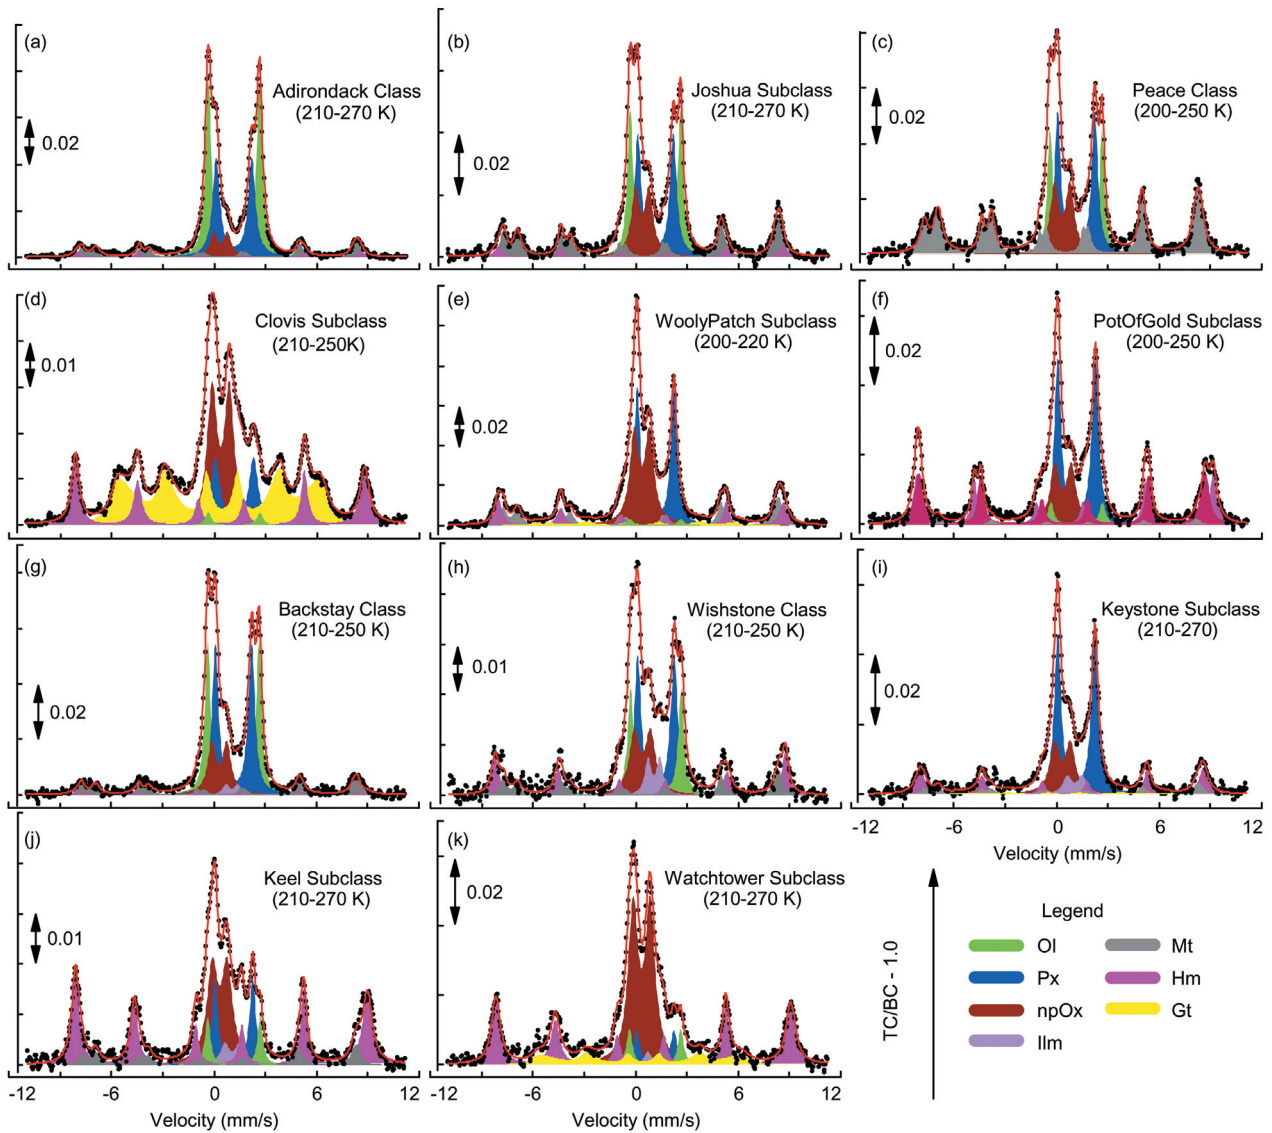 (a)
Adirondack Class
(210-270 K)
0.02
(b)
Joshua Subclass
(210-270 K)
0.02
(c)
Peace Class
(200-250 K)
0.02
(d)
Clovis Subclass
(210-250K)
0.01
(e)
WoolyPatch Subclass
(200-220 K)
0.02
(f)
PotOfGold Subclass
(200-250 K)
0.02
(g)
Backstay Class
(210-250 K)
0.02
(h)
Wishstone Class
(210-250 K)
0.01
(i)
Keystone Subclass
(210-270)
0.02
-12 -6 0 6 12
Velocity (mm/s)
(j)
Keel Subclass
(210-270 K)
0.01
-12 -6 0 6 12
Velocity (mm/s)
(k)
Watchtower Subclass
(210-270 K)
0.02
-6 0 6 12
Velocity (mm/s)
TC/BC - 1.0
Legend
Ol Mt
Px Hm
npOx Gt
Ilm